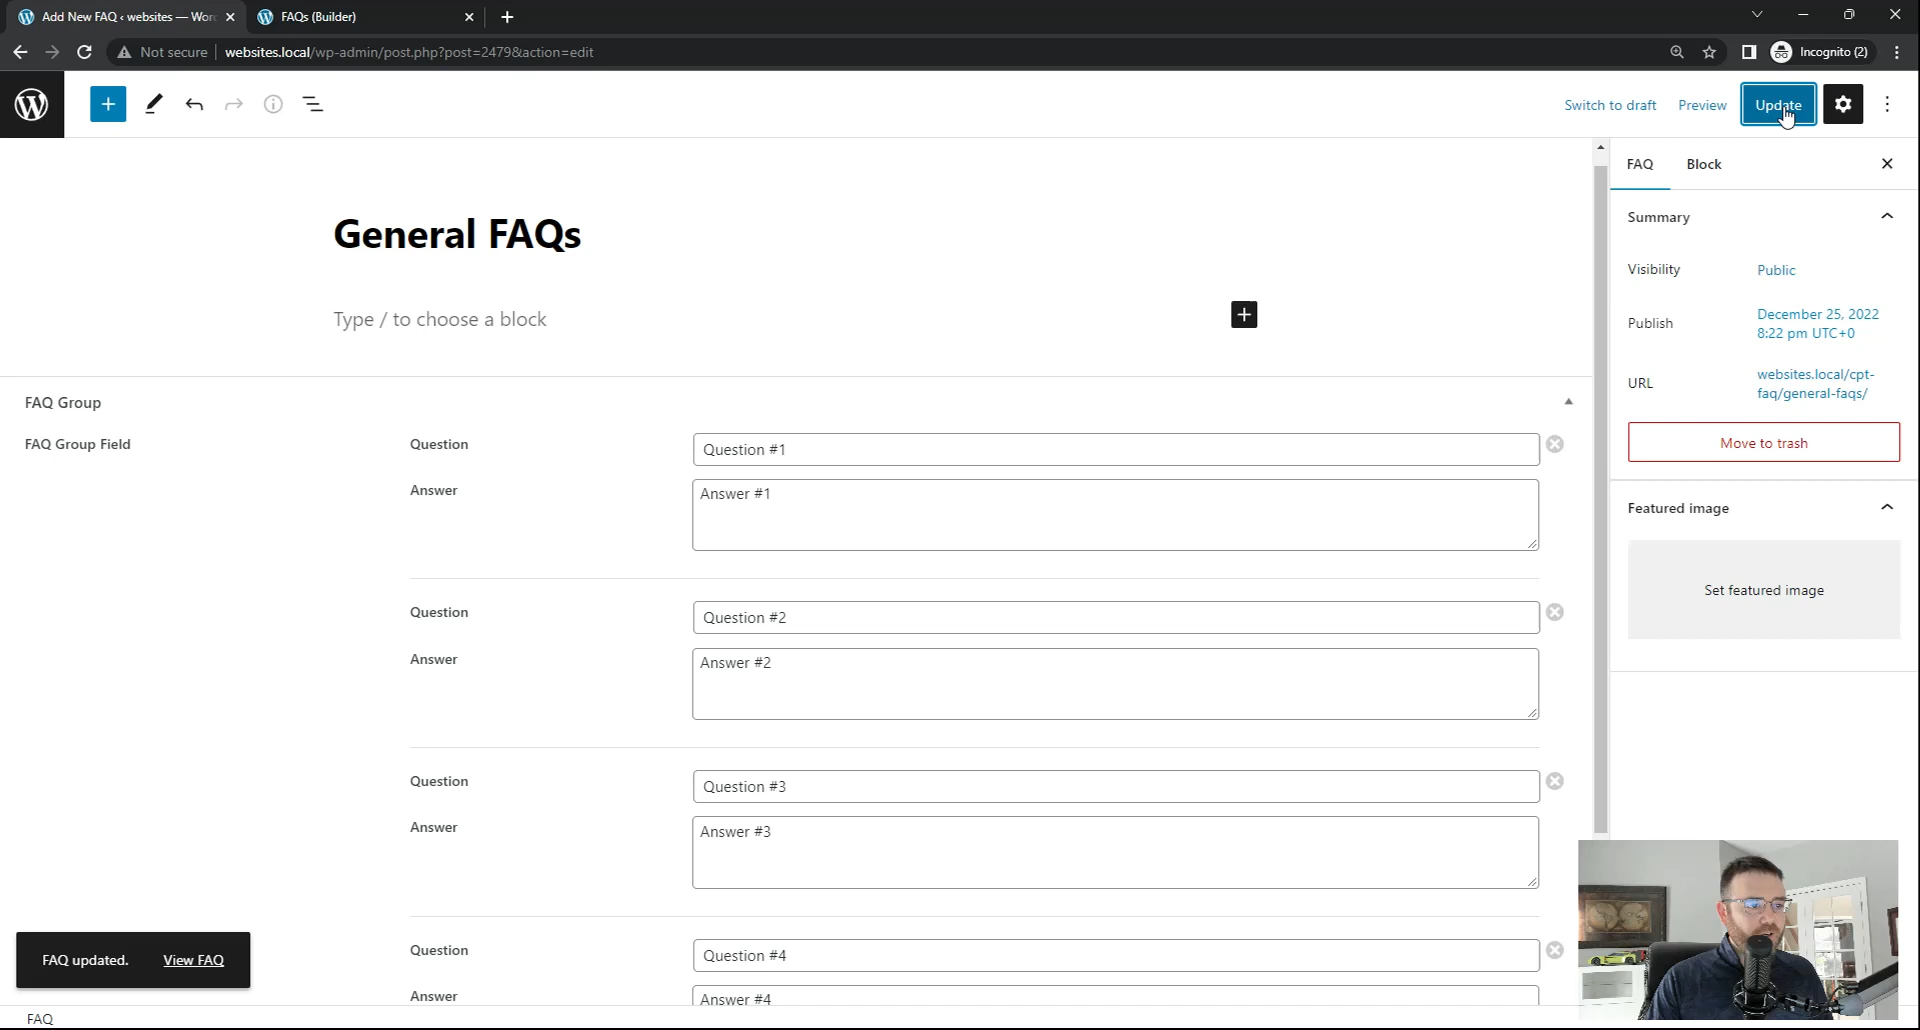 Add New FAQ ‹ websites — Wor
FAQs (Builder)
Not secure
websites.local/wp-admin/post.php?post=2479&action=edit
Incognito (2)
Switch to draft
Preview
Update
FAQ
Block
General FAQs
Summary
Type / to choose a block
Visibility
Public
Publish
December 25, 2022
8:22 pm UTC+0
URL
websites.local/cpt-
faq/general-faqs/
Move to trash
Featured image
Set featured image
FAQ Group
FAQ Group Field
Question
Question #1
Answer
Answer #1
Question
Question #2
Answer
Answer #2
Question
Question #3
Answer
Answer #3
Question
Question #4
Answer
Answer #4
FAQ updated.
View FAQ
FAQ